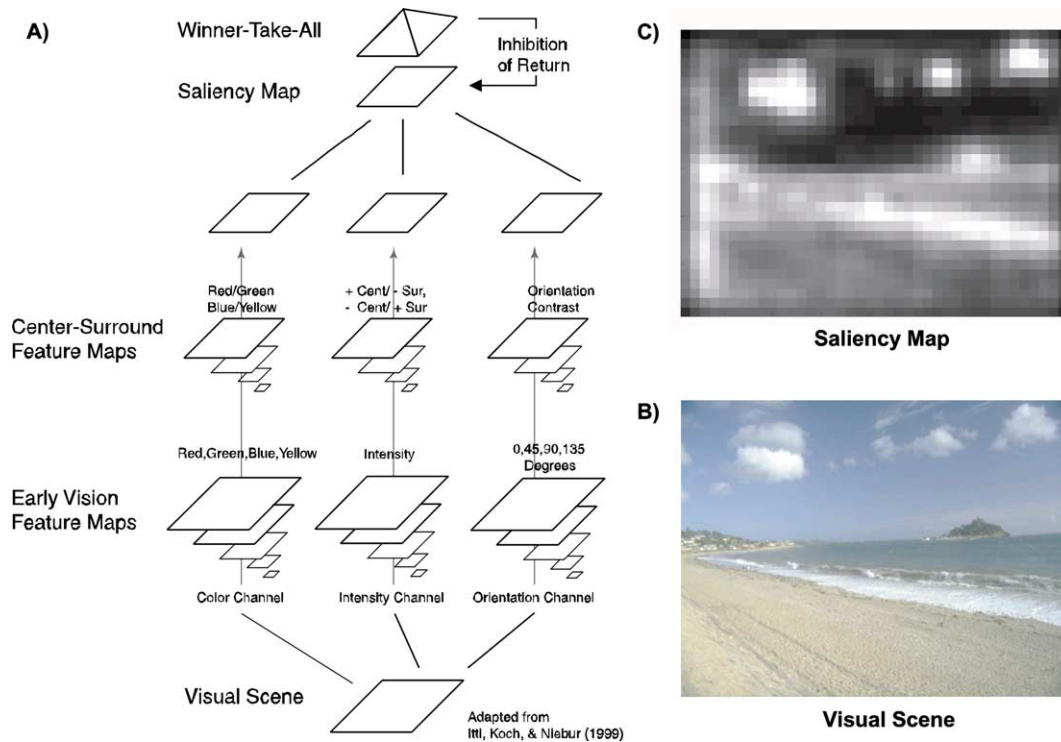 A)
Winner-Take-All
Inhibition
of Return
Saliency Map
Red/Green
Blue/Yellow
+ Cent/ - Sur,
- Cent/ + Sur
Orientation
Contrast
Center-Surround
Feature Maps
Red,Green,Blue,Yellow
Intensity
0,45,90,135
Degrees
Early Vision
Feature Maps
Color Channel
Intensity Channel
Orientation Channel
Visual Scene
Adapted from
Itti, Koch, & Niebur (1999)
C)
Saliency Map
B)
Visual Scene